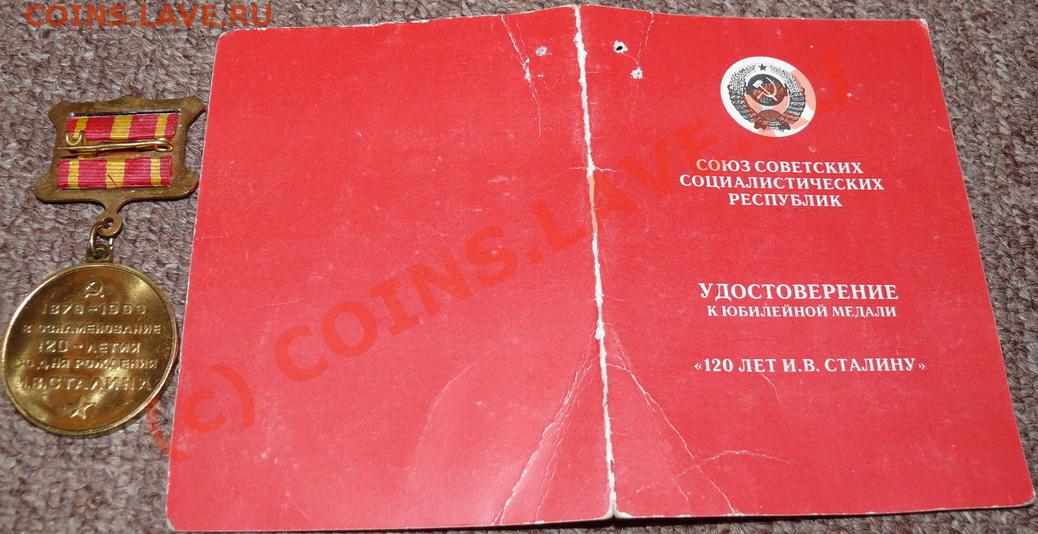 COINS.LAVE.RU
1879-1999
В ОЗНАМЕНОВАНИЕ
120-ЛЕТИЯ
СО ДНЯ РОЖДЕНИЯ
И.В. СТАЛИНА
СОЮЗ СОВЕТСКИХ
СОЦИАЛИСТИЧЕСКИХ
РЕСПУБЛИК
УДОСТОВЕРЕНИЕ
К ЮБИЛЕЙНОЙ МЕДАЛИ
«120 ЛЕТ И.В. СТАЛИНУ»
(c) COINS.LAVE.RU